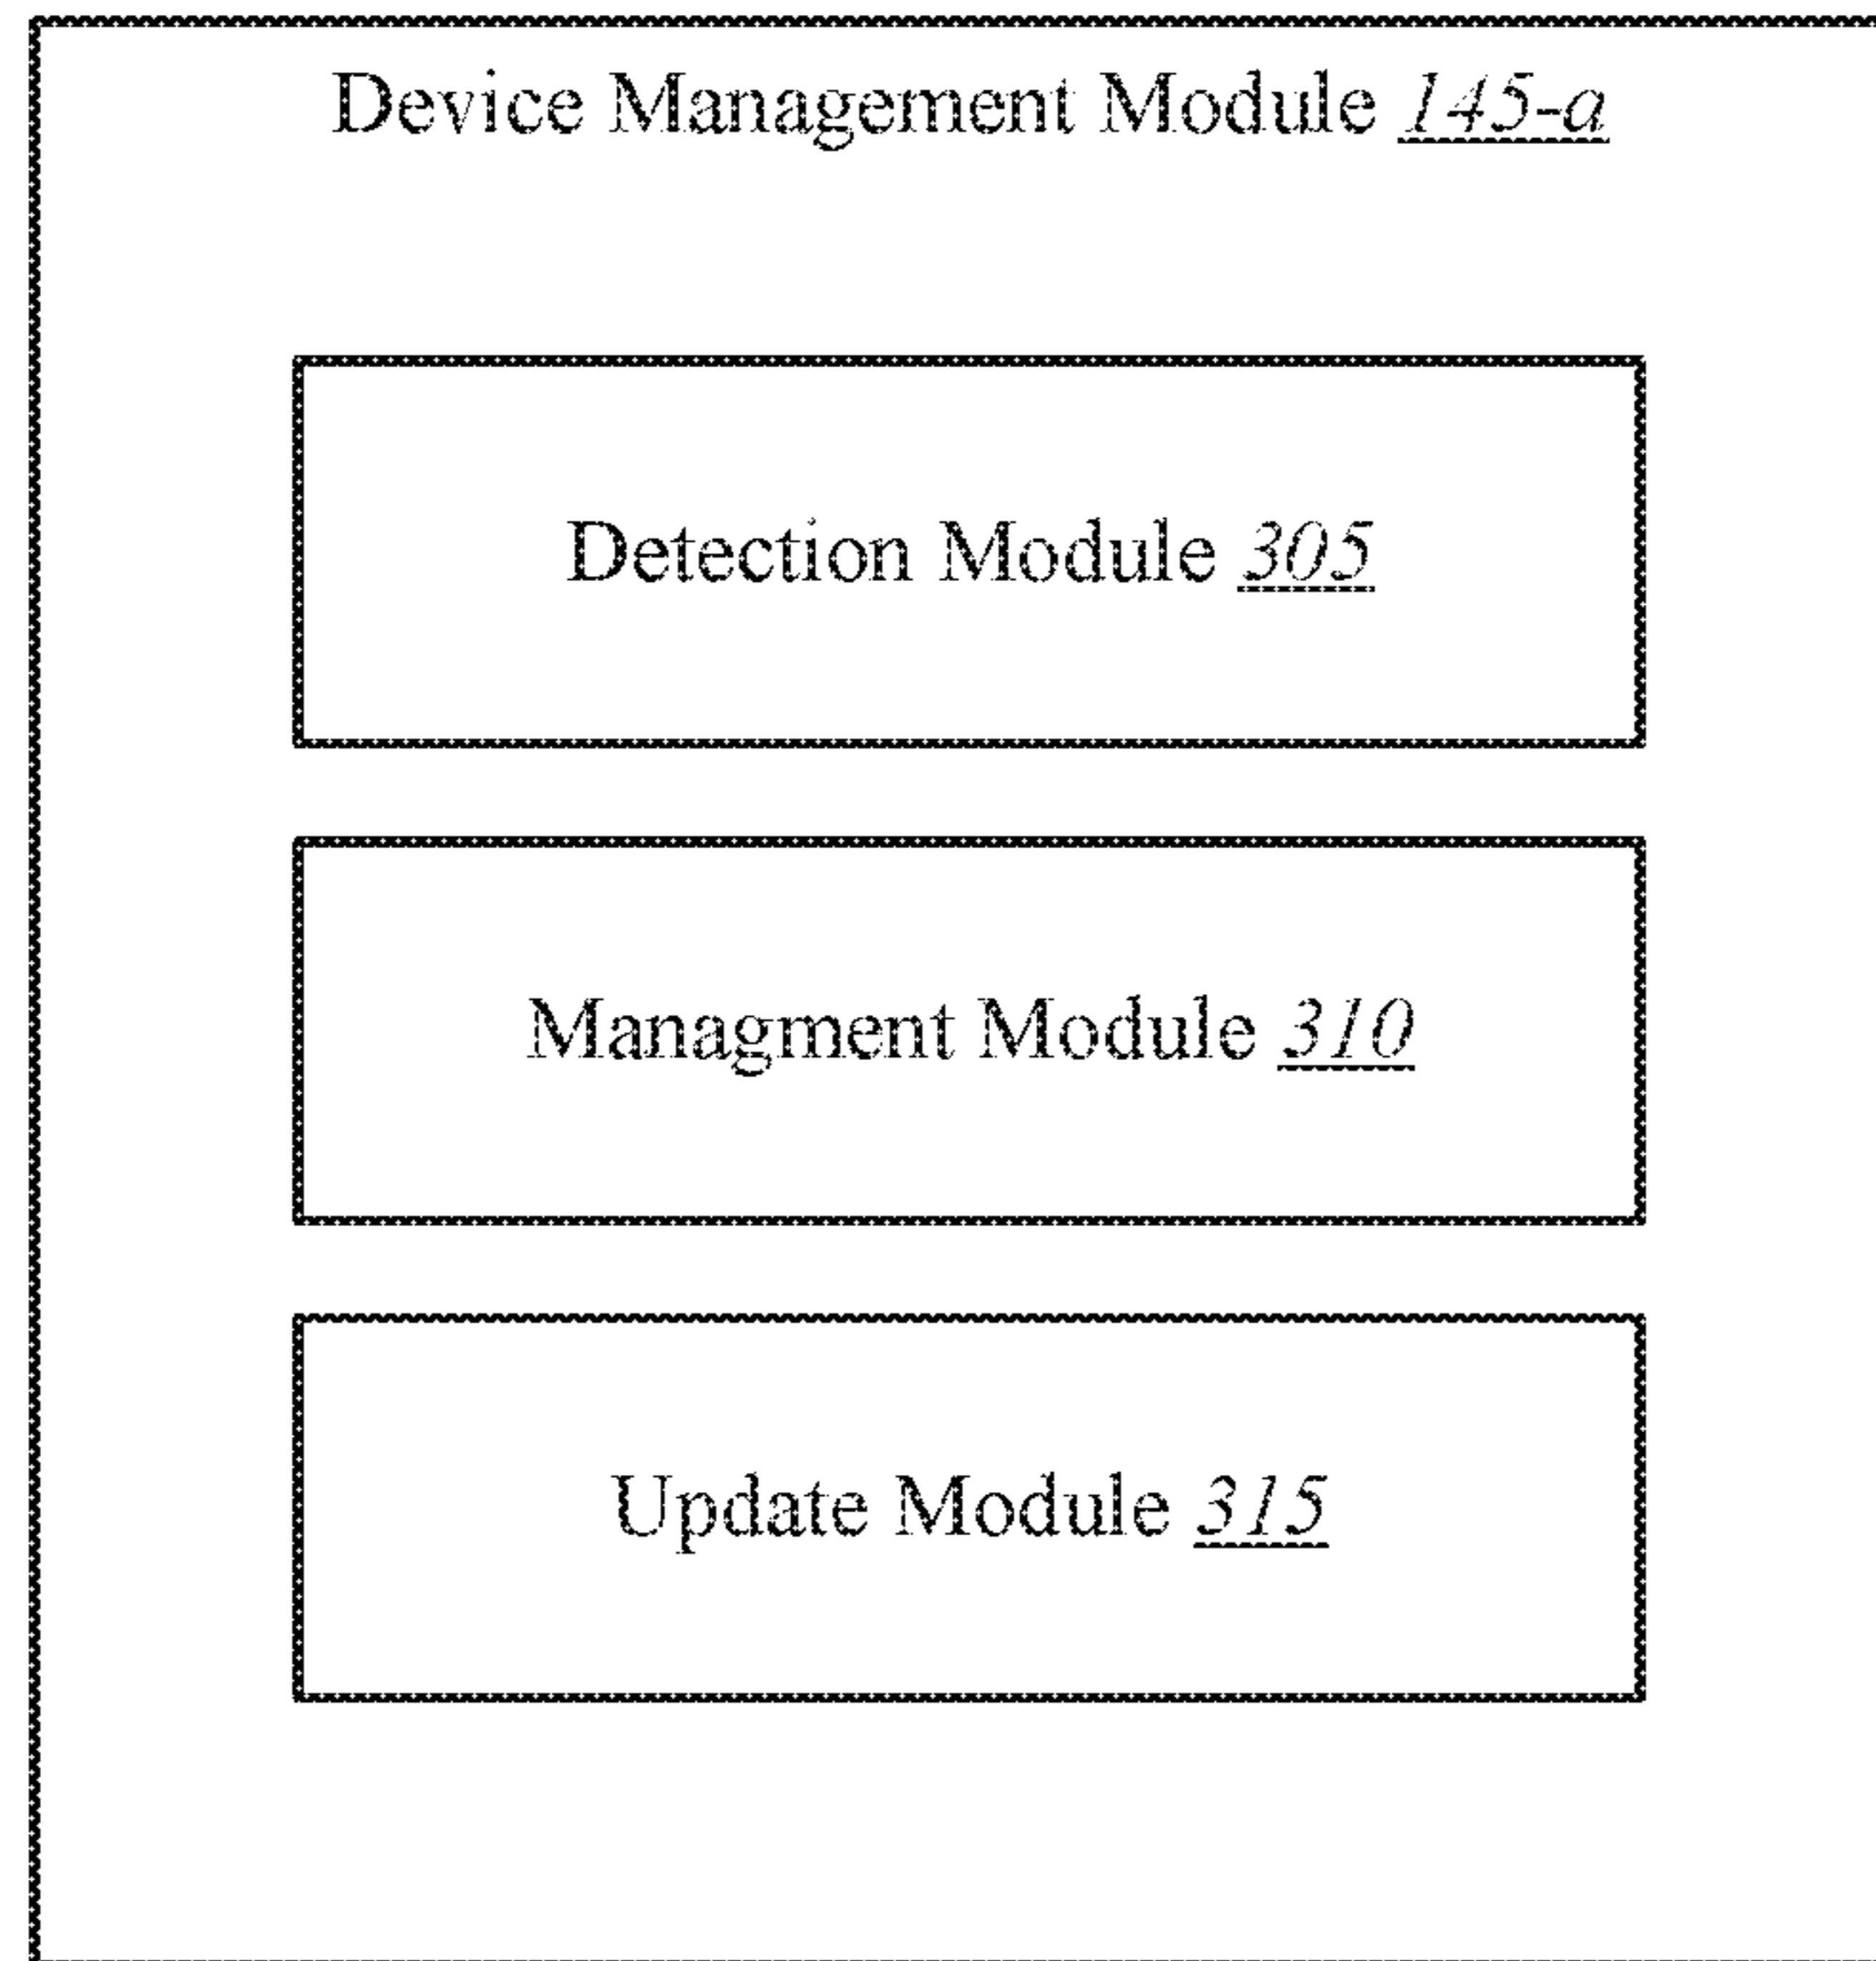 Device Management Module 145-a
Detection Module 305
Managment Module 310
Update Module 315